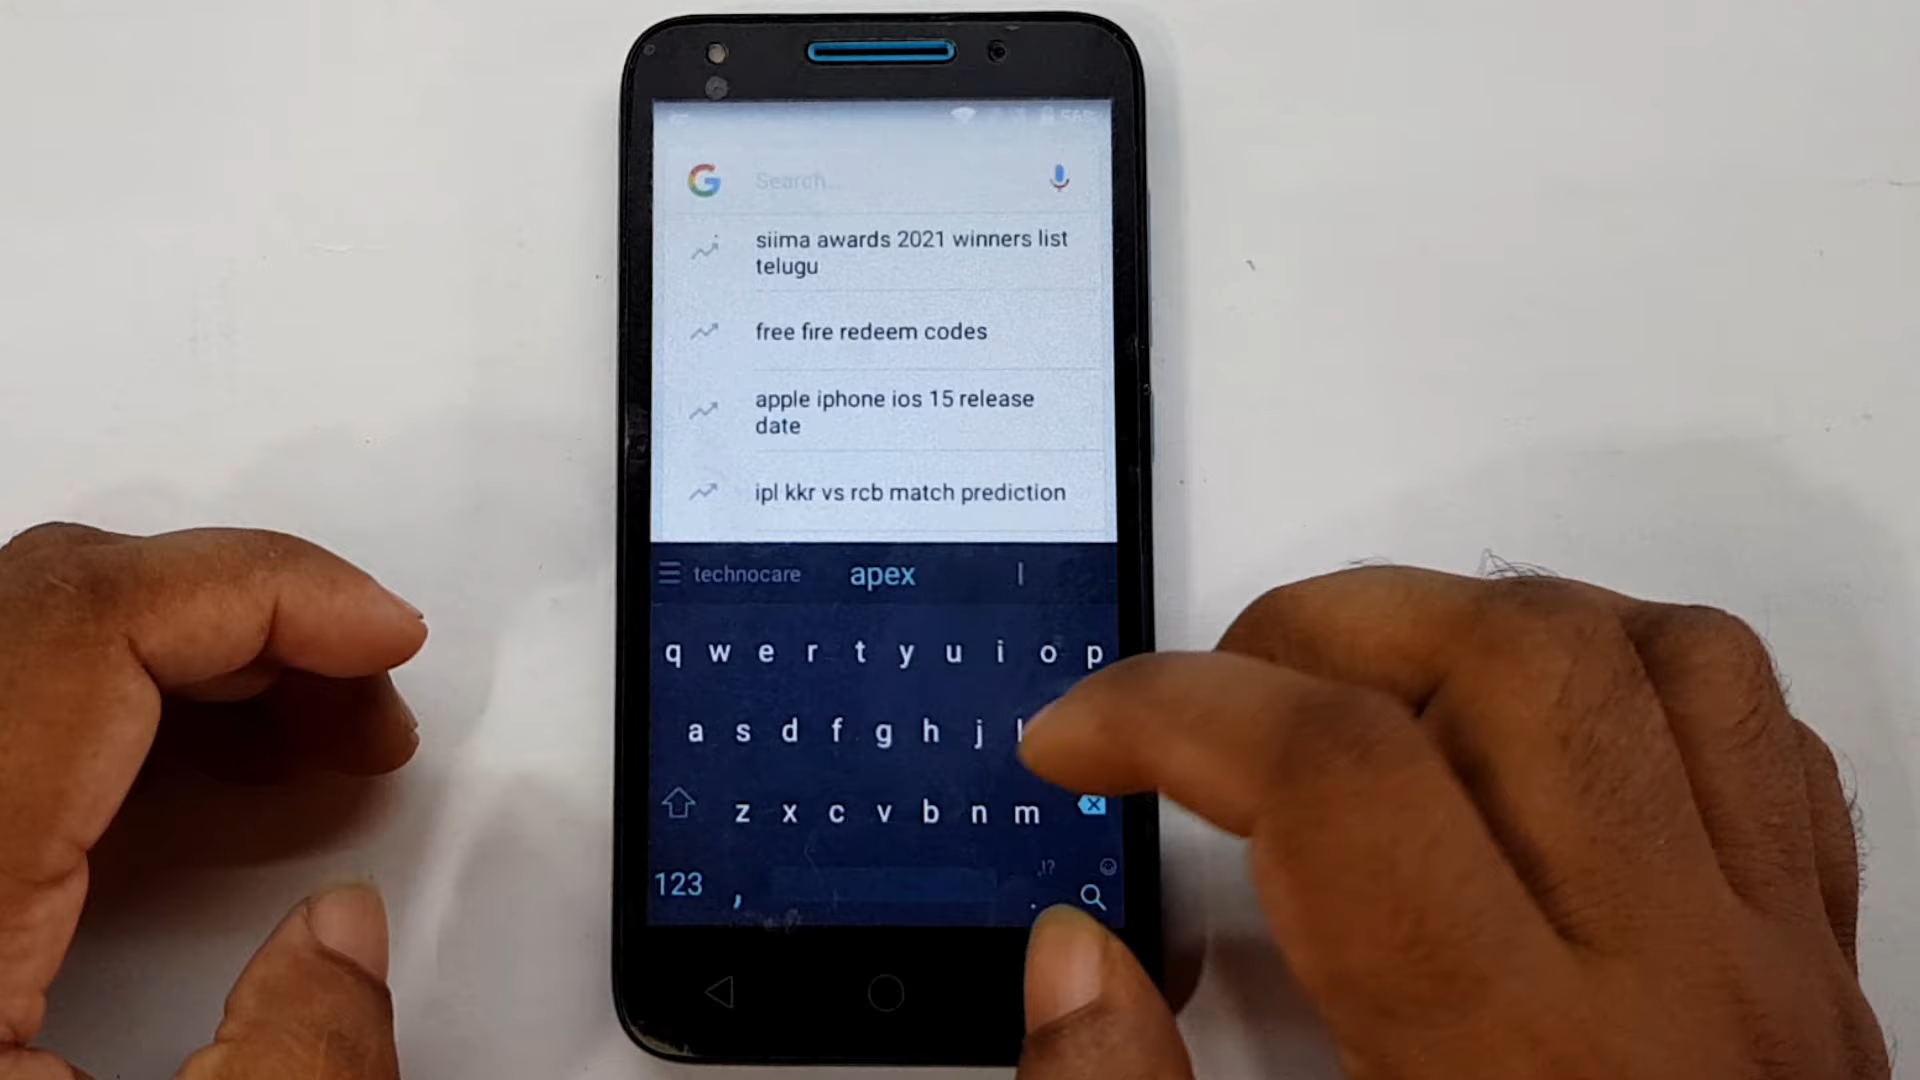 56%
G Search...
siima awards 2021 winners list
telugu
free fire redeem codes
apple iphone ios 15 release
date
ipl kkr vs rcb match prediction
technocare apex I
q w e r t y u i o p
a s d f g h j
z x c v b n m
,!?
123 , .